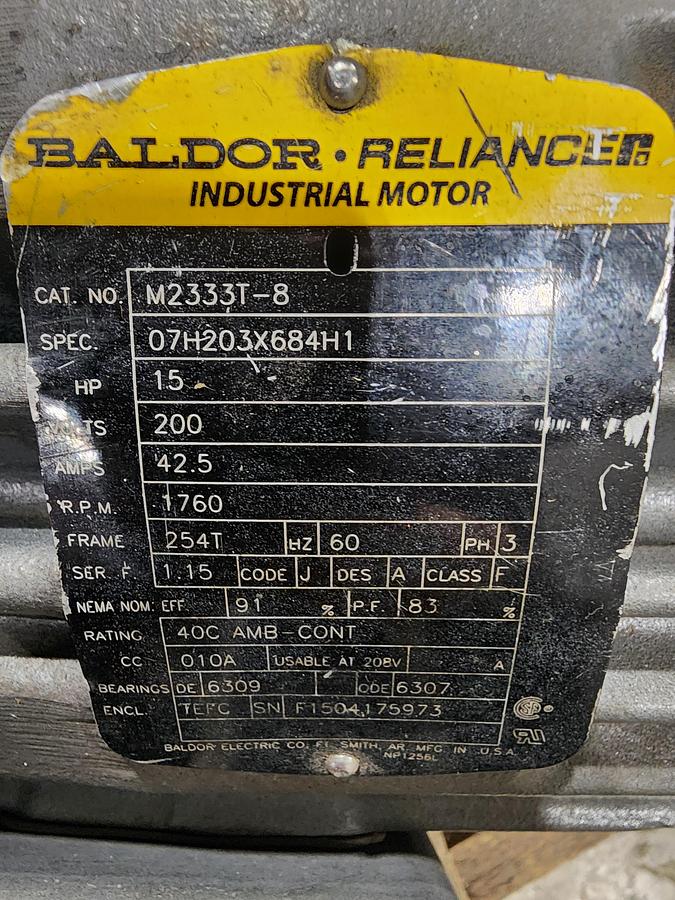 BALDOR · RELIANCER
INDUSTRIAL MOTOR
CAT. NO. M2333T-8
SPEC. 07H203X684H1
HP 15
VOLTS 200
AMPS 42.5
R.P.M. 1760
FRAME 254T HZ 60 PH 3
SER. F. 1.15 CODE J DES A CLASS F
NEMA NOM. EFF. 91 % P.F. 83 %
RATING 40C AMB-CONT
CC 010A USABLE AT 208V A
BEARINGS DE 6309 ODE 6307
ENCL. TEFC SN F1504175973
BALDOR ELECTRIC CO. FT. SMITH, AR. MFG. IN U.S.A.
NP1256L